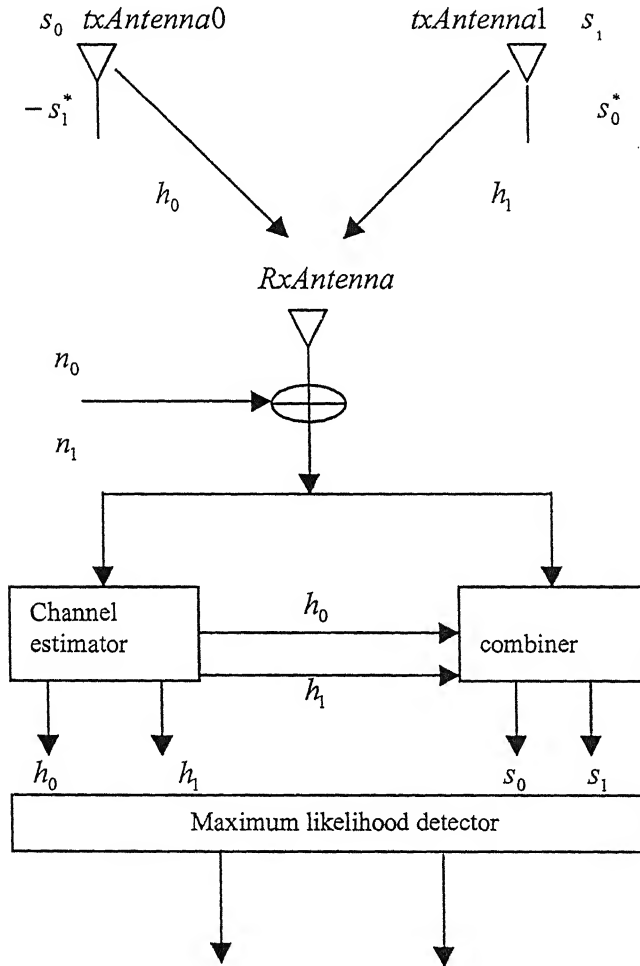 s₀ txAntenna0 txAntenna1 s₁
−s₁* s₀*
h₀ h₁
RxAntenna
n₀
n₁
Channel
estimator
h₀
h₁
combiner
h₀ h₁ s₀ s₁
Maximum likelihood detector